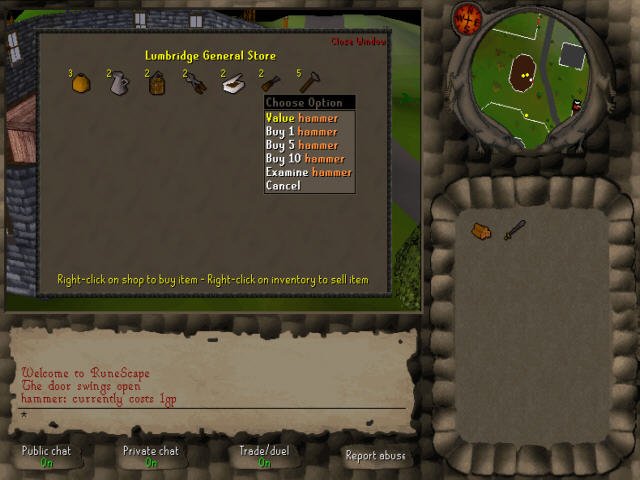 Close Window
Lumbridge General Store
3 2 2 2 2 2 5
Choose Option
Value hammer
Buy 1 hammer
Buy 5 hammer
Buy 10 hammer
Examine hammer
Cancel
Right-click on shop to buy item - Right-click on inventory to sell item
Welcome to RuneScape
The door swings open
hammer: currently costs 1gp
*
Public chat Private chat Trade/duel Report abuse
On On On